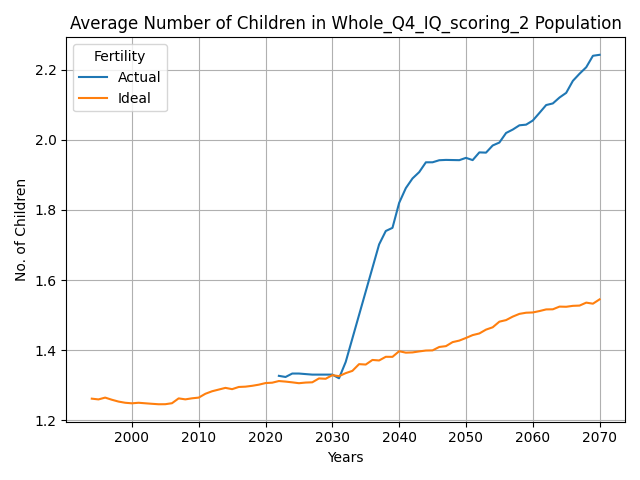 Average Number of Children in Whole_Q4_IQ_scoring_2 Population
Fertility
Actual
Ideal
No. of Children
2.2
2.0
1.8
1.6
1.4
1.2
2000 2010 2020 2030 2040 2050 2060 2070
Years